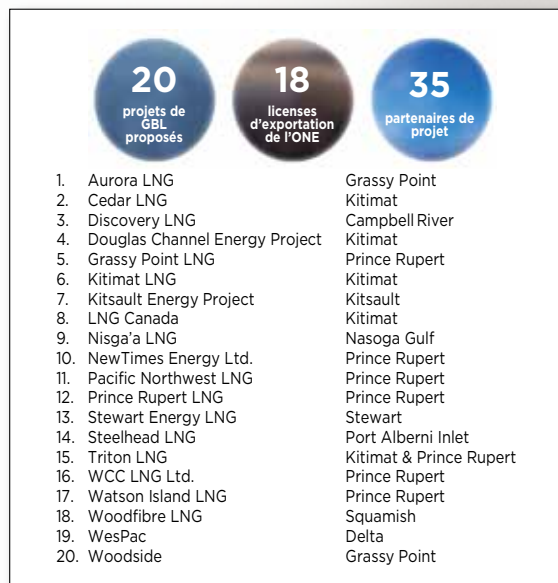 20
projets de
GBL
proposés
18
licenses
d'exportation
de l'ONE
35
partenaires de
projet
1. Aurora LNG Grassy Point
2. Cedar LNG Kitimat
3. Discovery LNG Campbell River
4. Douglas Channel Energy Project Kitimat
5. Grassy Point LNG Prince Rupert
6. Kitimat LNG Kitimat
7. Kitsault Energy Project Kitsault
8. LNG Canada Kitimat
9. Nisga'a LNG Nasoga Gulf
10. NewTimes Energy Ltd. Prince Rupert
11. Pacific Northwest LNG Prince Rupert
12. Prince Rupert LNG Prince Rupert
13. Stewart Energy LNG Stewart
14. Steelhead LNG Port Alberni Inlet
15. Triton LNG Kitimat & Prince Rupert
16. WCC LNG Ltd. Prince Rupert
17. Watson Island LNG Prince Rupert
18. Woodfibre LNG Squamish
19. WesPac Delta
20. Woodside Grassy Point